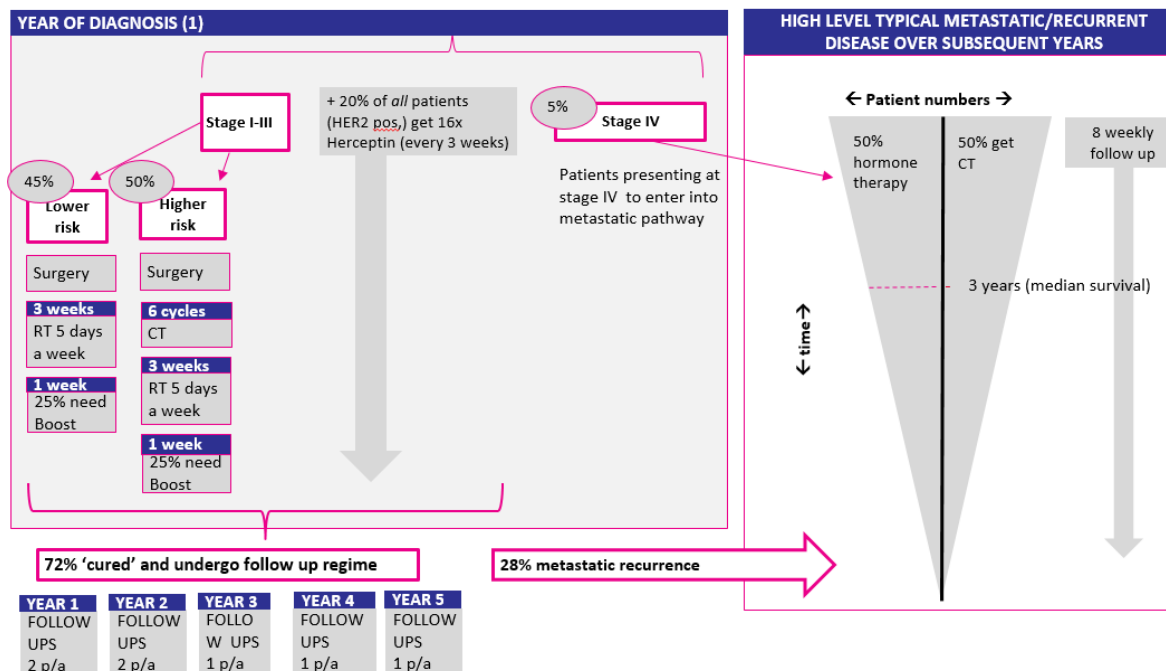 YEAR OF DIAGNOSIS (1)
Stage I-III
+ 20% of all patients
(HER2 pos,) get 16x
Herceptin (every 3 weeks)
5%
Stage IV
Patients presenting at
stage IV to enter into
metastatic pathway
45%
Lower
risk
50%
Higher
risk
Surgery
3 weeks
RT 5 days
a week
1 week
25% need
Boost
Surgery
6 cycles
CT
3 weeks
RT 5 days
a week
1 week
25% need
Boost
72% ‘cured’ and undergo follow up regime
28% metastatic recurrence
YEAR 1
FOLLOW
UPS
2 p/a
YEAR 2
FOLLOW
UPS
2 p/a
YEAR 3
FOLLO
W UPS
1 p/a
YEAR 4
FOLLOW
UPS
1 p/a
YEAR 5
FOLLOW
UPS
1 p/a
HIGH LEVEL TYPICAL METASTATIC/RECURRENT
DISEASE OVER SUBSEQUENT YEARS
← Patient numbers →
50%
hormone
therapy
50% get
CT
8 weekly
follow up
3 years (median survival)
← time →